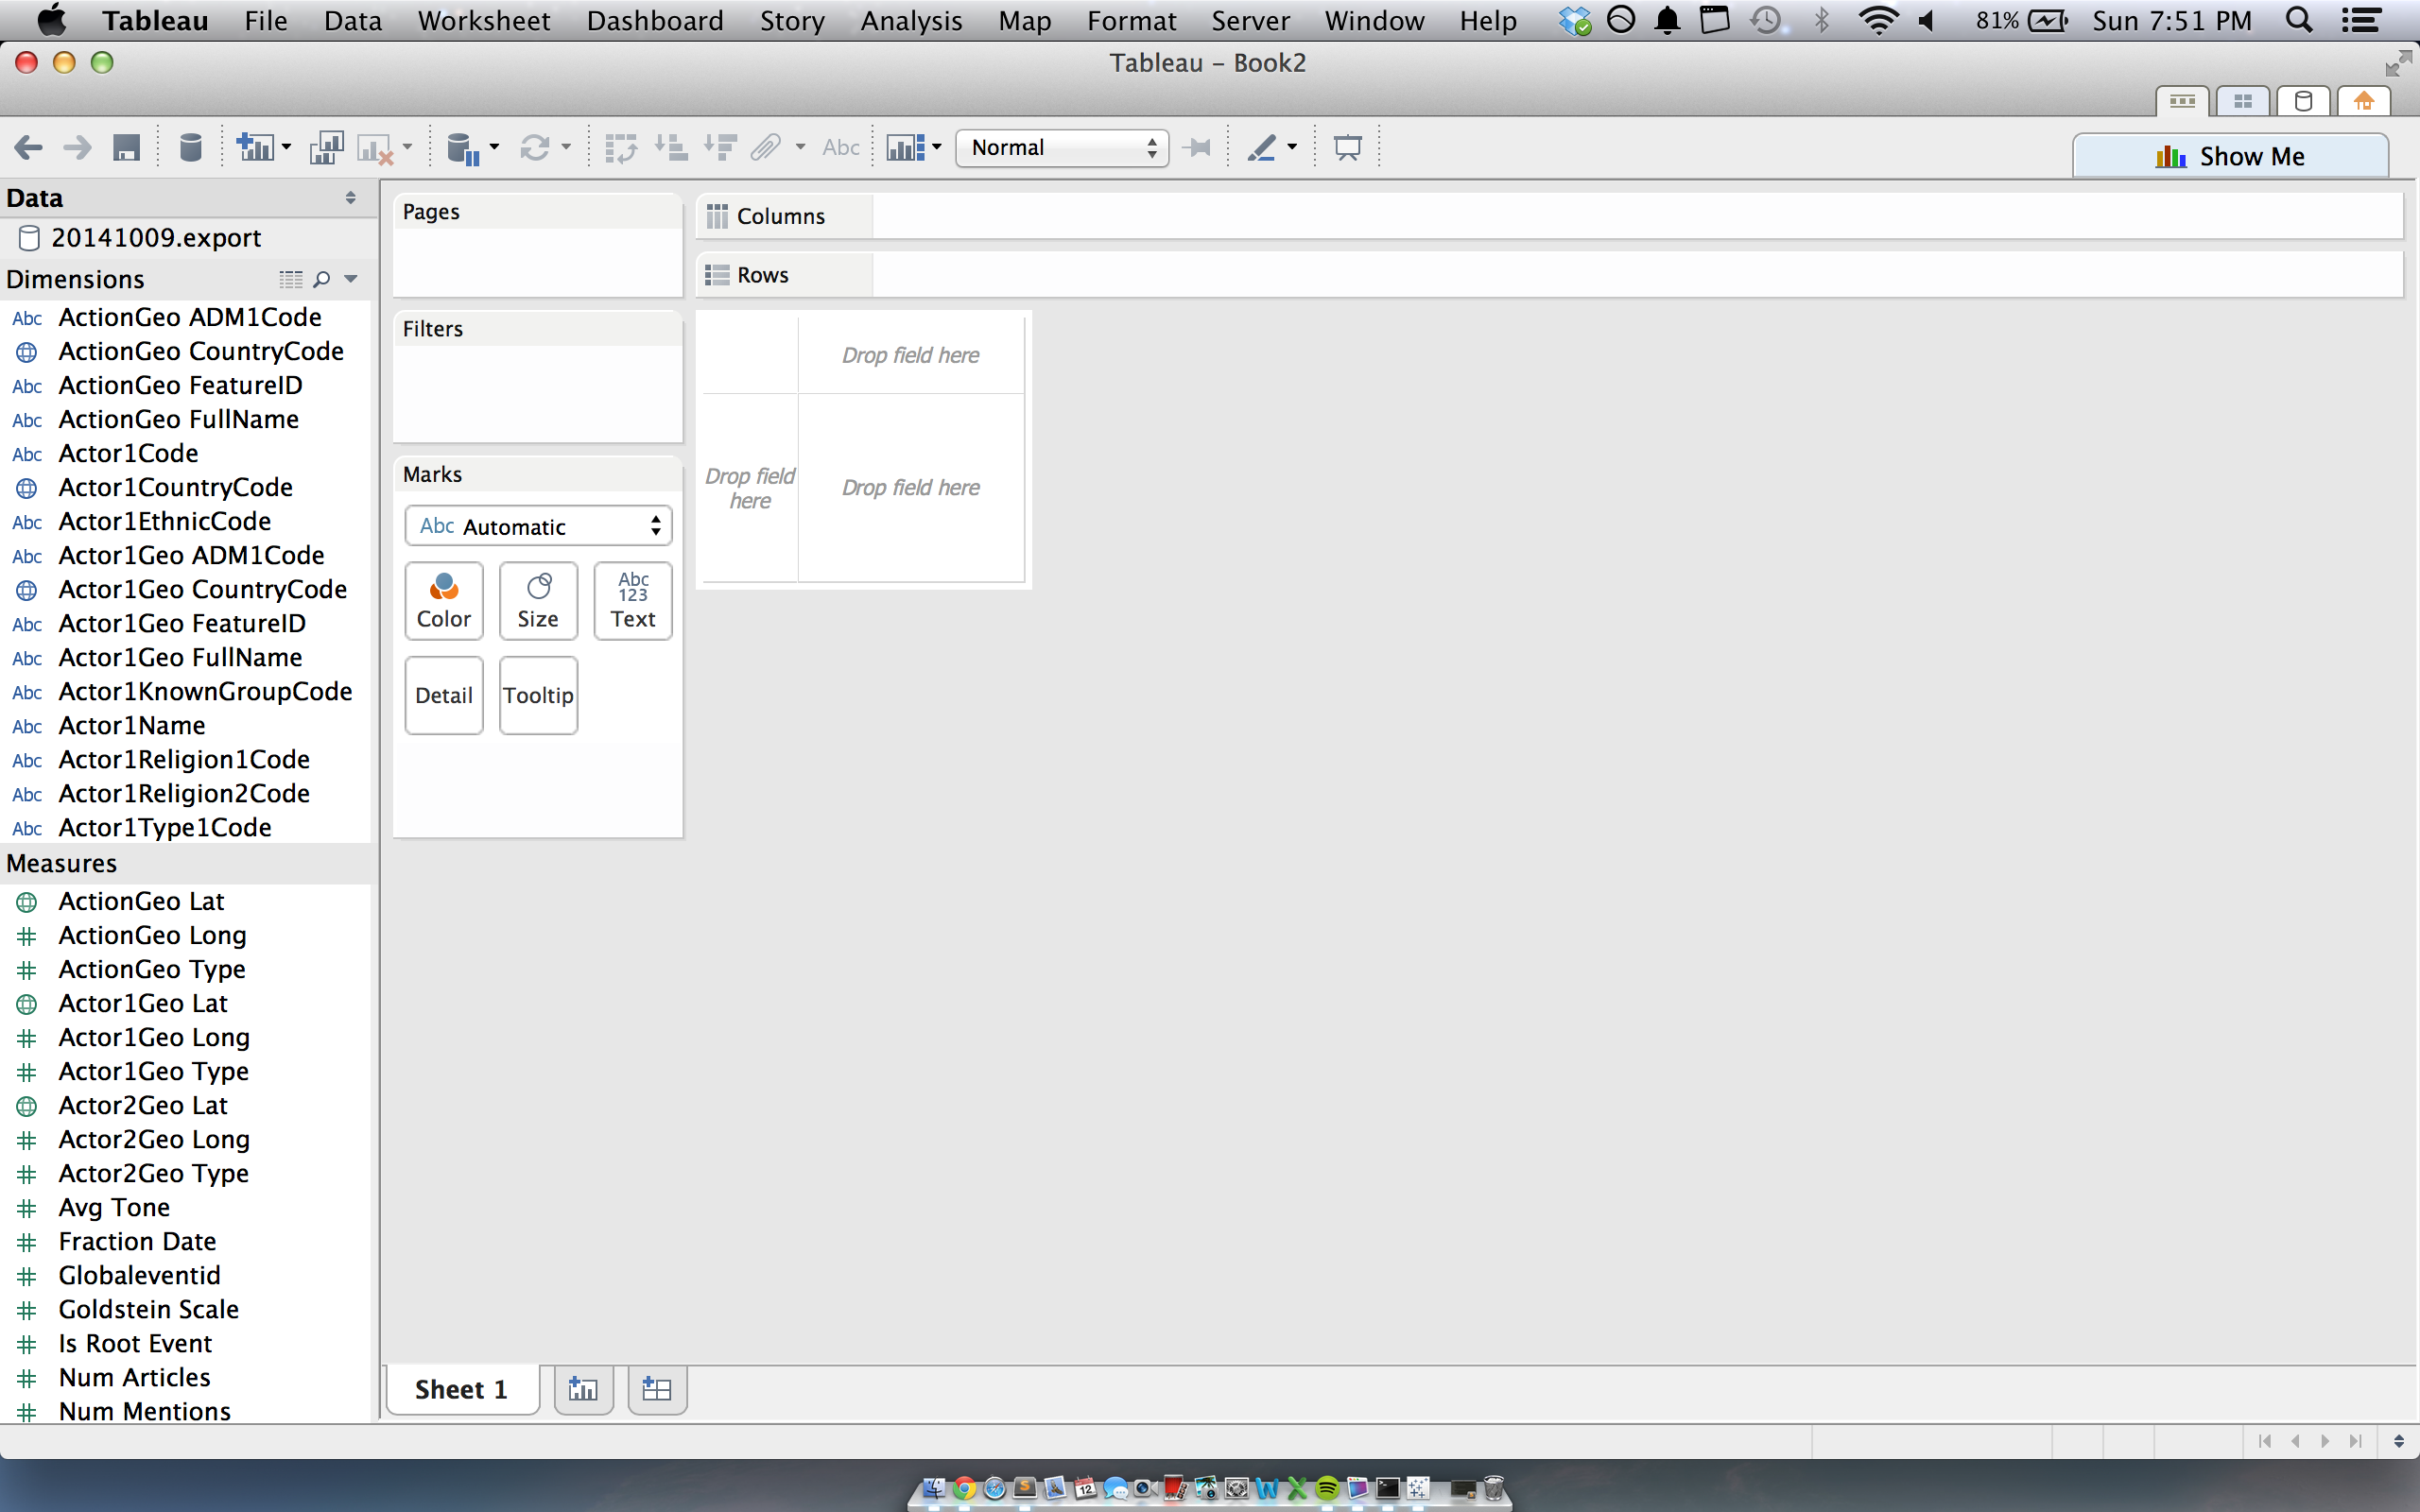 Tableau File Data Worksheet Dashboard Story Analysis Map Format Server Window Help 81% Sun 7:51 PM
Tableau - Book2
Abc Normal Show Me
Data
20141009.export
Dimensions
Abc ActionGeo ADM1Code
ActionGeo CountryCode
Abc ActionGeo FeatureID
Abc ActionGeo FullName
Abc Actor1Code
Actor1CountryCode
Abc Actor1EthnicCode
Abc Actor1Geo ADM1Code
Actor1Geo CountryCode
Abc Actor1Geo FeatureID
Abc Actor1Geo FullName
Abc Actor1KnownGroupCode
Abc Actor1Name
Abc Actor1Religion1Code
Abc Actor1Religion2Code
Abc Actor1Type1Code
Measures
ActionGeo Lat
# ActionGeo Long
# ActionGeo Type
Actor1Geo Lat
# Actor1Geo Long
# Actor1Geo Type
Actor2Geo Lat
# Actor2Geo Long
# Actor2Geo Type
# Avg Tone
# Fraction Date
# Globaleventid
# Goldstein Scale
# Is Root Event
# Num Articles
# Num Mentions
Pages
Filters
Marks
Abc Automatic
Color Size Abc
123
Text
Detail Tooltip
Columns
Rows
Drop field here
Drop field
here
Drop field here
Sheet 1
12